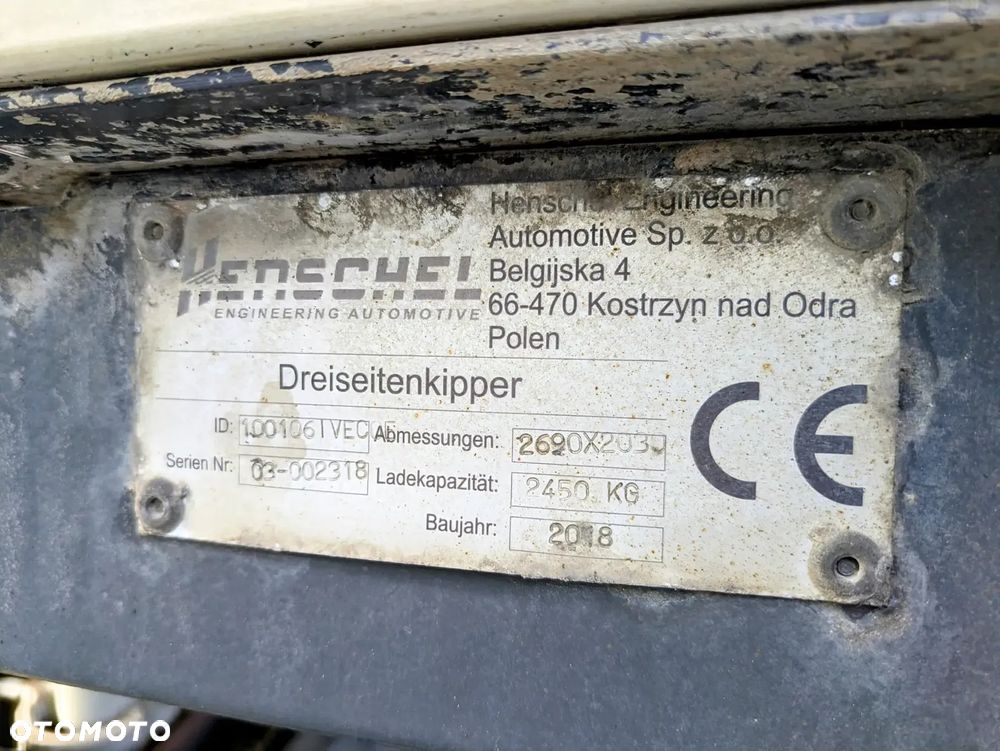 HENSCHEL
ENGINEERING AUTOMOTIVE
Henschel Engineering
Automotive Sp. z o.o.
Belgijska 4
66-470 Kostrzyn nad Odra
Polen
Dreiseitenkipper
ID:
Abmessungen:
Serien Nr: 03-002318
Ladekapazität: 2450 KG
Baujahr: 2018
CE
OTOMOTO